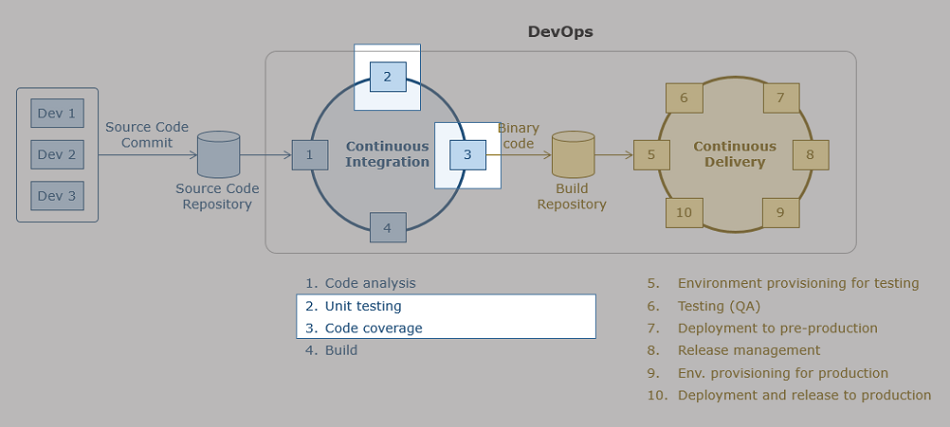 DevOps
Dev 1
Dev 2
Dev 3
Source Code
Commit
Source Code
Repository
1
2
3
4
Continuous
Integration
Binary
code
Build
Repository
5
6
7
8
9
10
Continuous
Delivery
1. Code analysis
2. Unit testing
3. Code coverage
4. Build
5. Environment provisioning for testing
6. Testing (QA)
7. Deployment to pre-production
8. Release management
9. Env. provisioning for production
10. Deployment and release to production